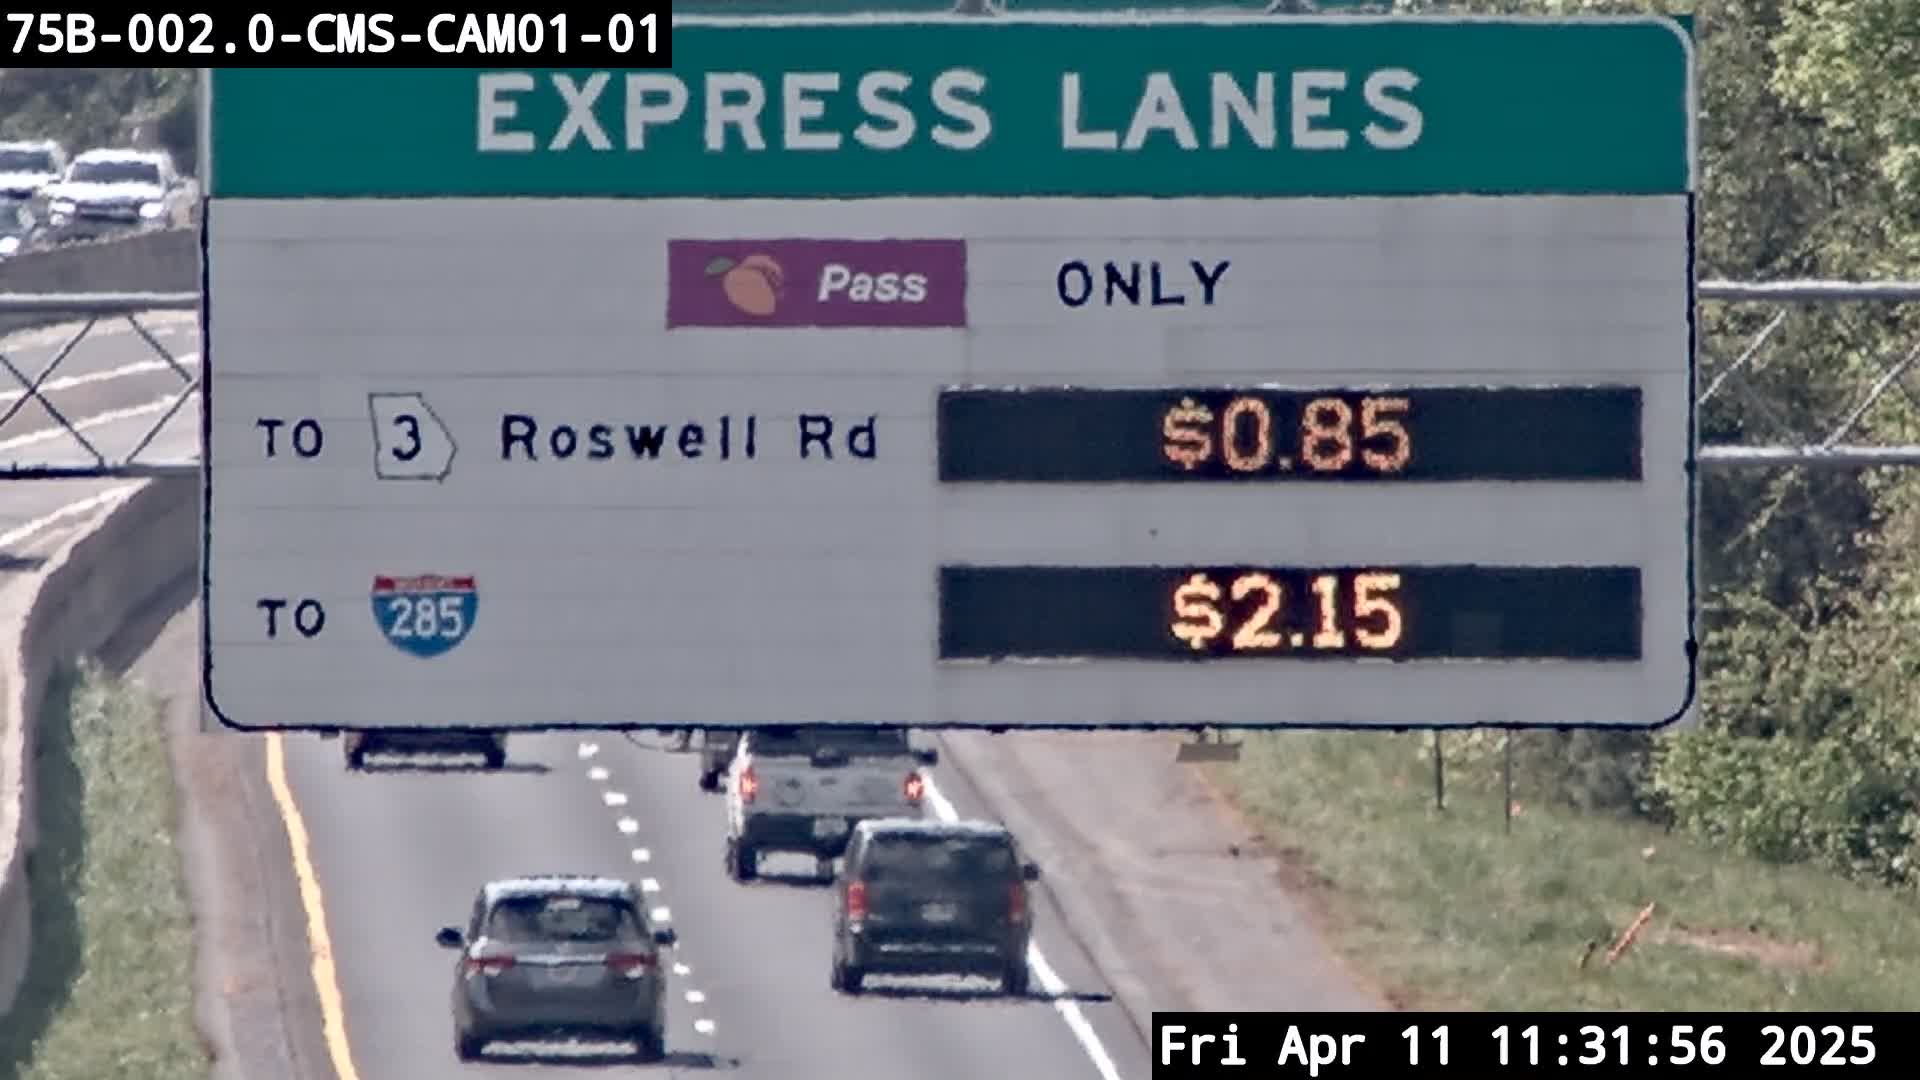 75B-002.0-CMS-CAM01-01
EXPRESS LANES
Pass ONLY
TO 3 Roswell Rd $0.85
TO 285 $2.15
Fri Apr 11 11:31:56 2025